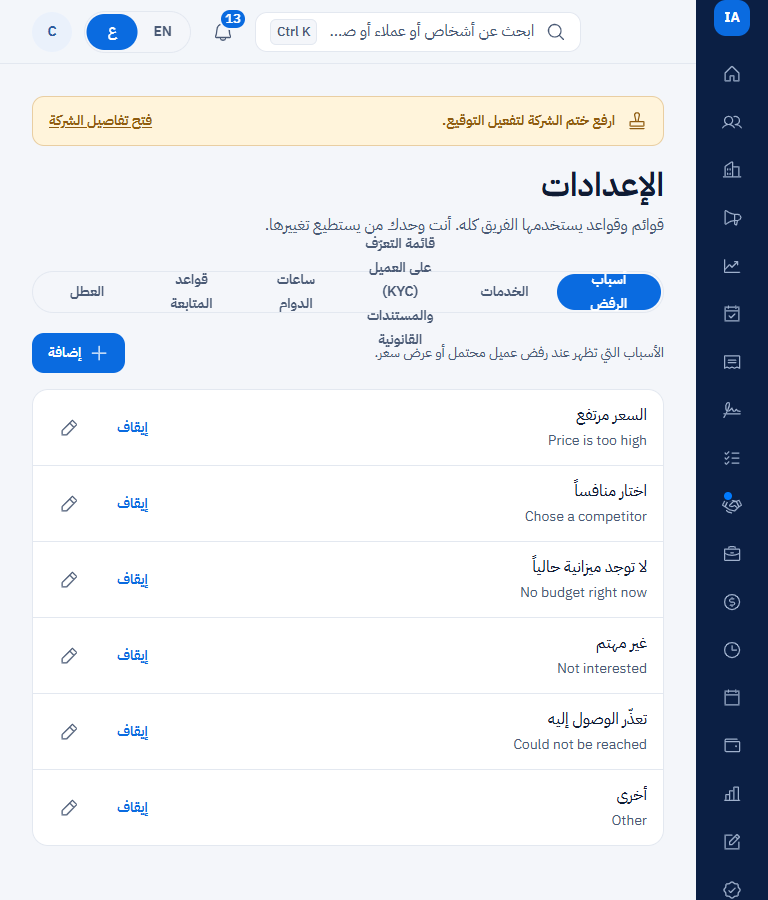 IA
ابحث عن أشخاص أو عملاء أو صـ...
Ctrl K
13
EN
ع
C
ارفع ختم الشركة لتفعيل التوقيع.
فتح تفاصيل الشركة
الإعدادات
قوائم وقواعد يستخدمها الفريق كله. أنت وحدك من يستطيع تغييرها.
أسباب
الرفض
الخدمات
قائمة التعرّف
على العميل
(KYC)
والمستندات
القانونية
ساعات
الدوام
قواعد
المتابعة
العطل
الأسباب التي تظهر عند رفض عميل محتمل أو عرض سعر.
إضافة
السعر مرتفع
Price is too high
إيقاف
اختار منافساً
Chose a competitor
إيقاف
لا توجد ميزانية حالياً
No budget right now
إيقاف
غير مهتم
Not interested
إيقاف
تعذّر الوصول إليه
Could not be reached
إيقاف
أخرى
Other
إيقاف